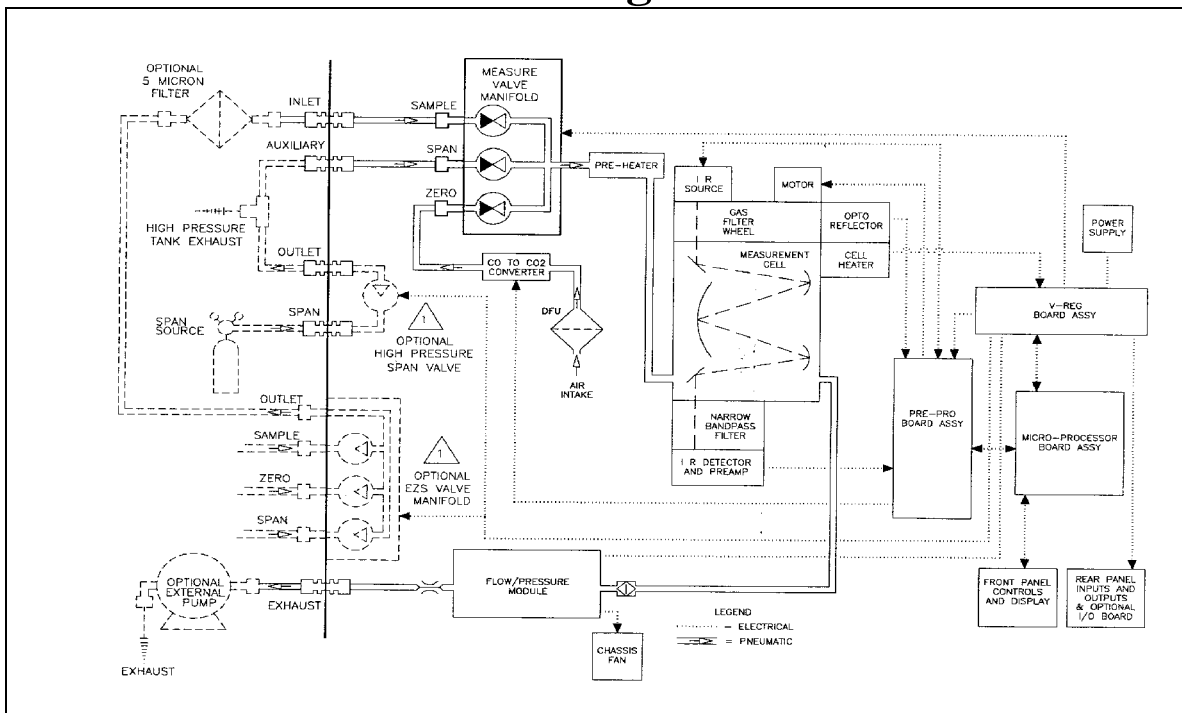 OPTIONAL
5 MICRON
FILTER
INLET
AUXILIARY
HIGH PRESSURE
TANK EXHAUST
OUTLET
SPAN
SOURCE
SPAN
SAMPLE
SPAN
ZERO
MEASURE
VALVE
MANIFOLD
PRE-HEATER
CO TO CO2
CONVERTER
DFU
AIR
INTAKE
1
OPTIONAL
HIGH PRESSURE
SPAN VALVE
OUTLET
SAMPLE
ZERO
SPAN
1
OPTIONAL
EZS VALVE
MANIFOLD
OPTIONAL
EXTERNAL
PUMP
EXHAUST
EXHAUST
FLOW/PRESSURE
MODULE
CHASSIS
FAN
I R
SOURCE
MOTOR
GAS
FILTER
WHEEL
OPTO
REFLECTOR
MEASUREMENT
CELL
CELL
HEATER
NARROW
BANDPASS
FILTER
I R DETECTOR
AND PREAMP
POWER
SUPPLY
V-REG
BOARD ASSY
PRE-PRO
BOARD ASSY
MICRO-PROCESSOR
BOARD ASSY
FRONT PANEL
CONTROLS
AND DISPLAY
REAR PANEL
INPUTS AND
OUTPUTS
& OPTIONAL
I/O BOARD
LEGEND
= ELECTRICAL
= PNEUMATIC